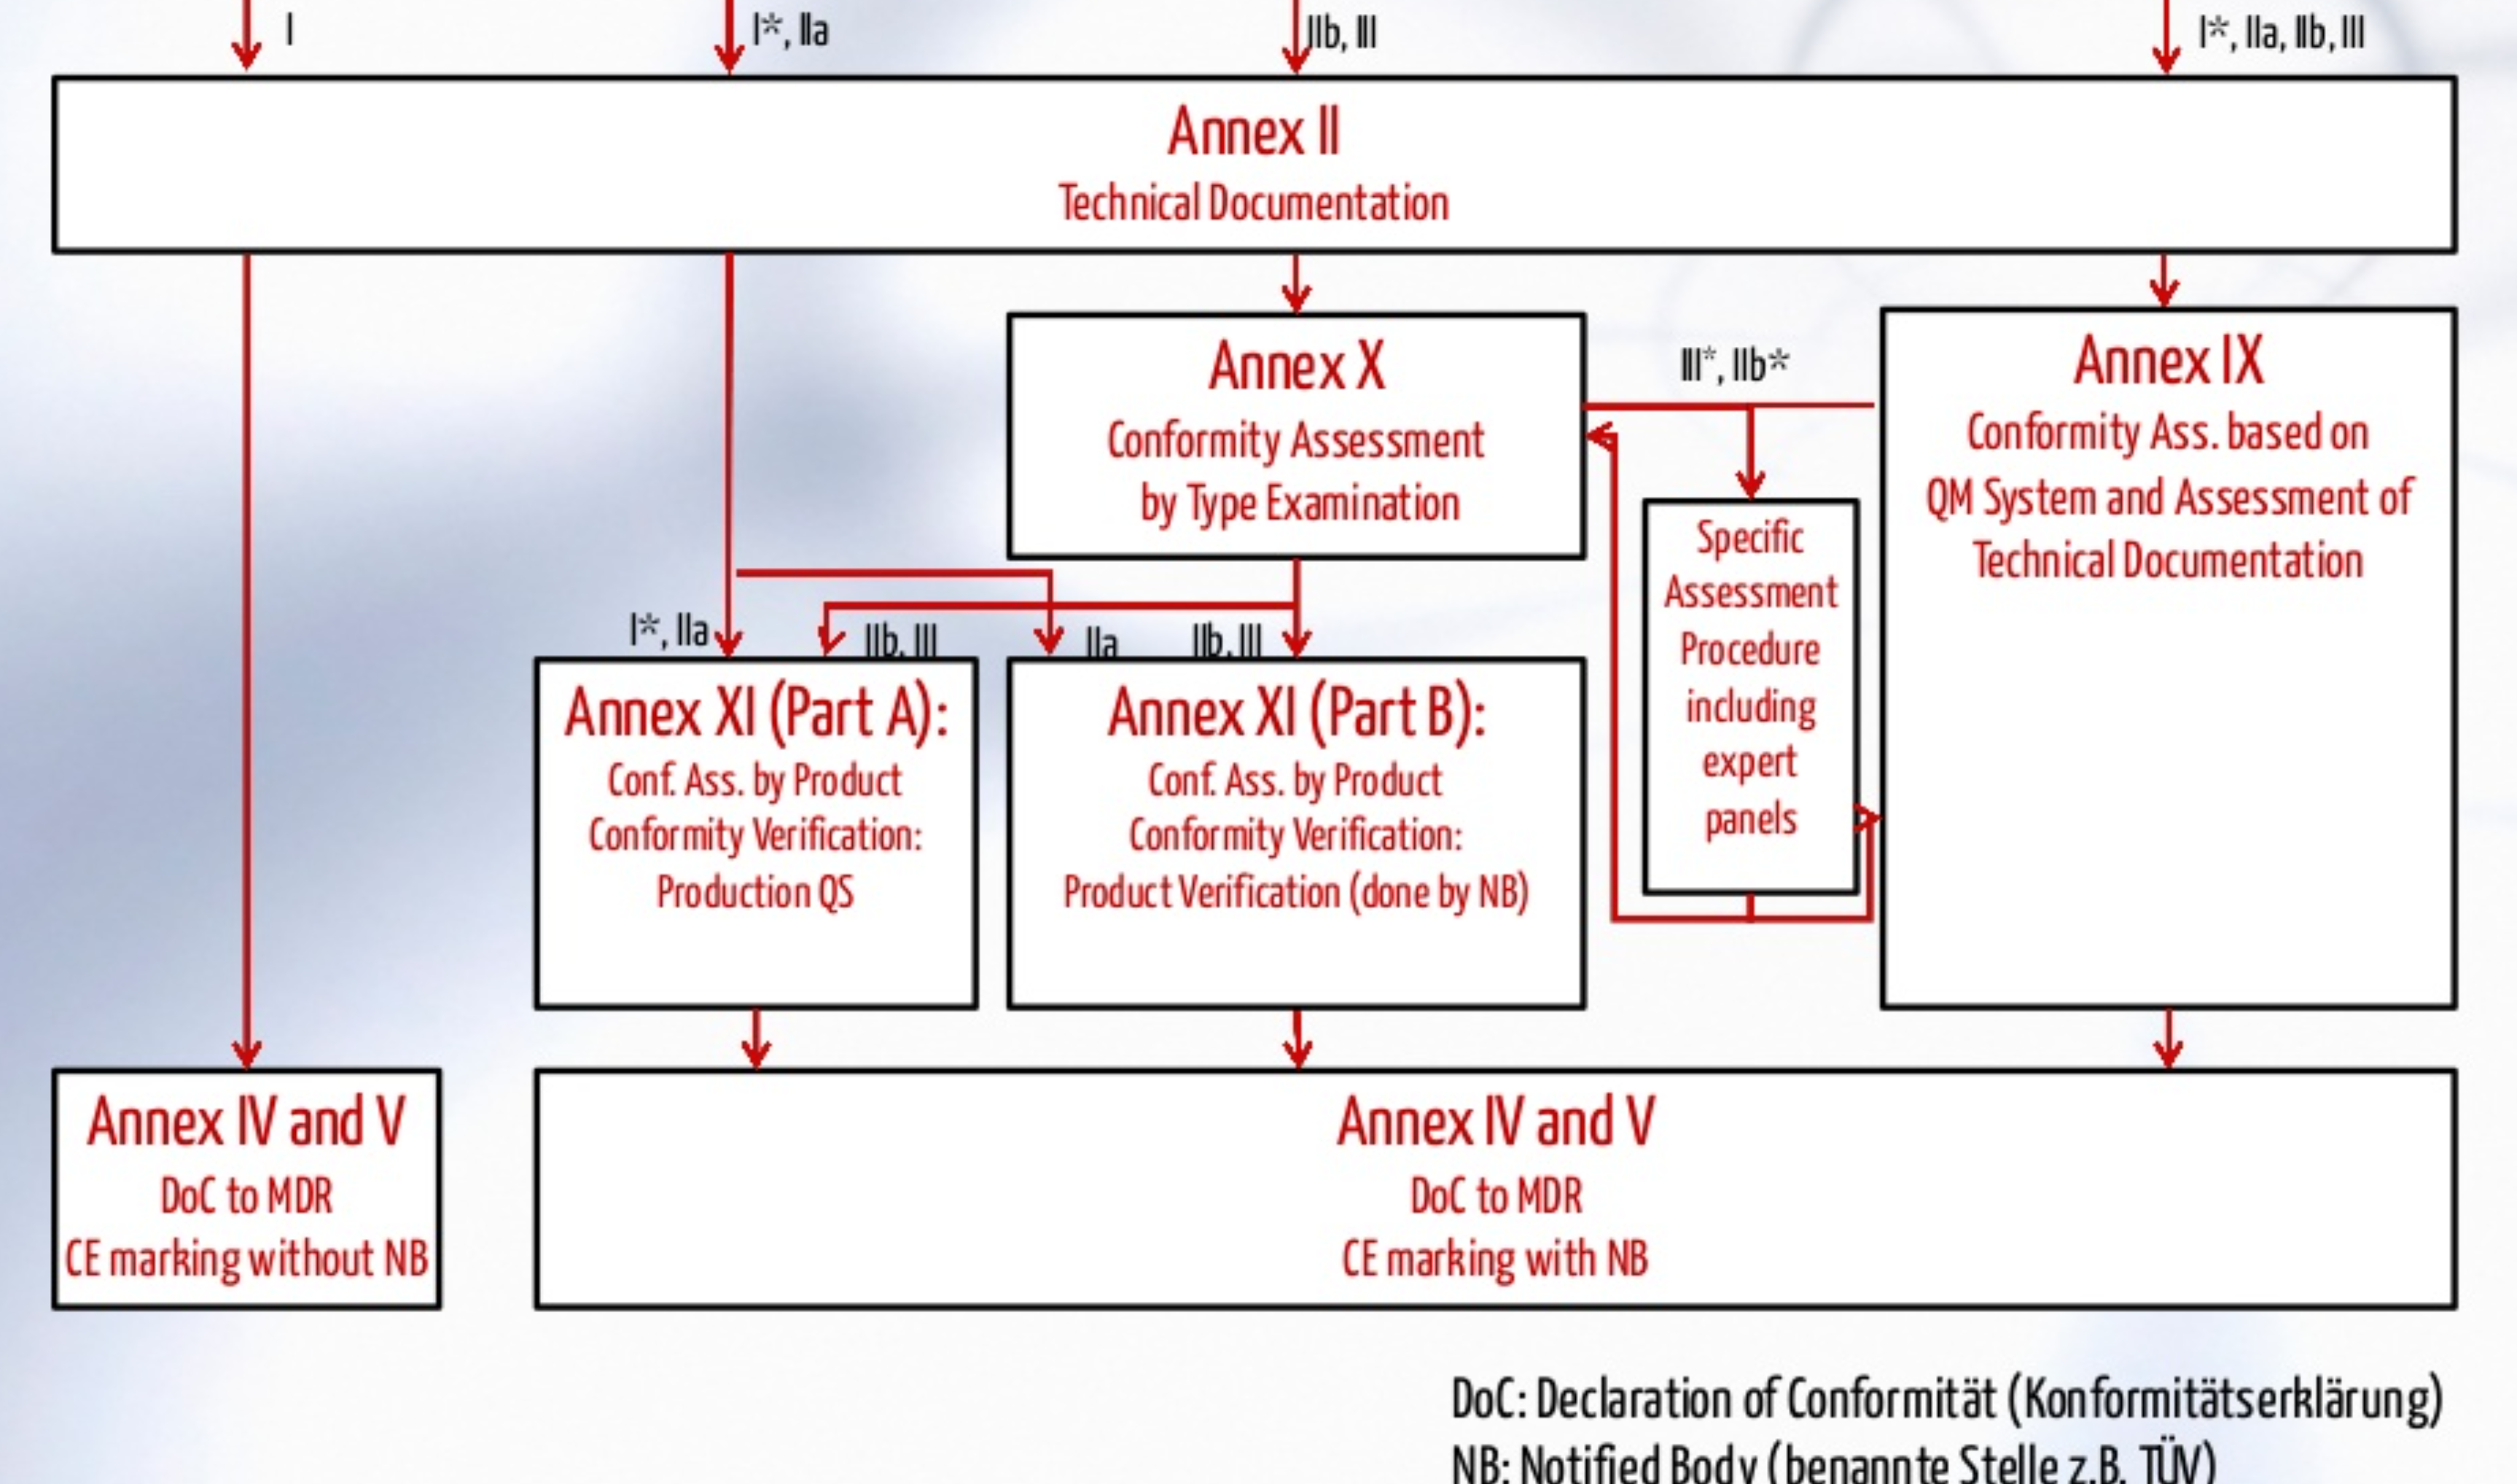 I
I*, IIa
IIb, III
I*, IIa, IIb, III
Annex II
Technical Documentation
Annex X
Conformity Assessment
by Type Examination
III*, IIb*
Annex IX
Conformity Ass. based on
QM System and Assessment of
Technical Documentation
Specific
Assessment
Procedure
including
expert
panels
I*, IIa
IIb, III
IIa
IIb, III
Annex XI (Part A):
Conf. Ass. by Product
Conformity Verification:
Production QS
Annex XI (Part B):
Conf. Ass. by Product
Conformity Verification:
Product Verification (done by NB)
Annex IV and V
DoC to MDR
CE marking without NB
Annex IV and V
DoC to MDR
CE marking with NB
DoC: Declaration of Conformität (Konformitätserklärung)
NB: Notified Body (benannte Stelle z.B. TÜV)